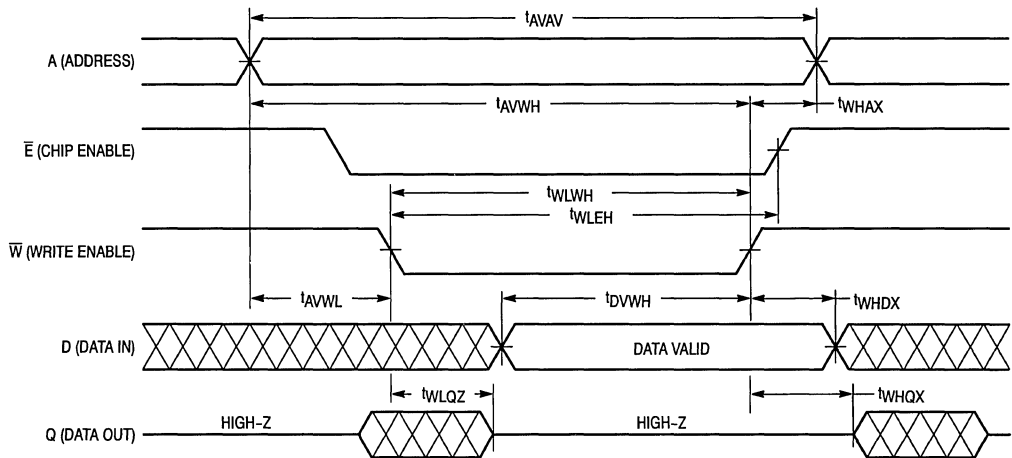 tAVAV
A (ADDRESS)
tAVWH
tWHAX
E̅ (CHIP ENABLE)
tWLWH
tWLEH
W̅ (WRITE ENABLE)
tAVWL
tDVWH
tWHDX
D (DATA IN)
DATA VALID
tWLQZ
tWHQX
Q (DATA OUT)
HIGH–Z
HIGH–Z